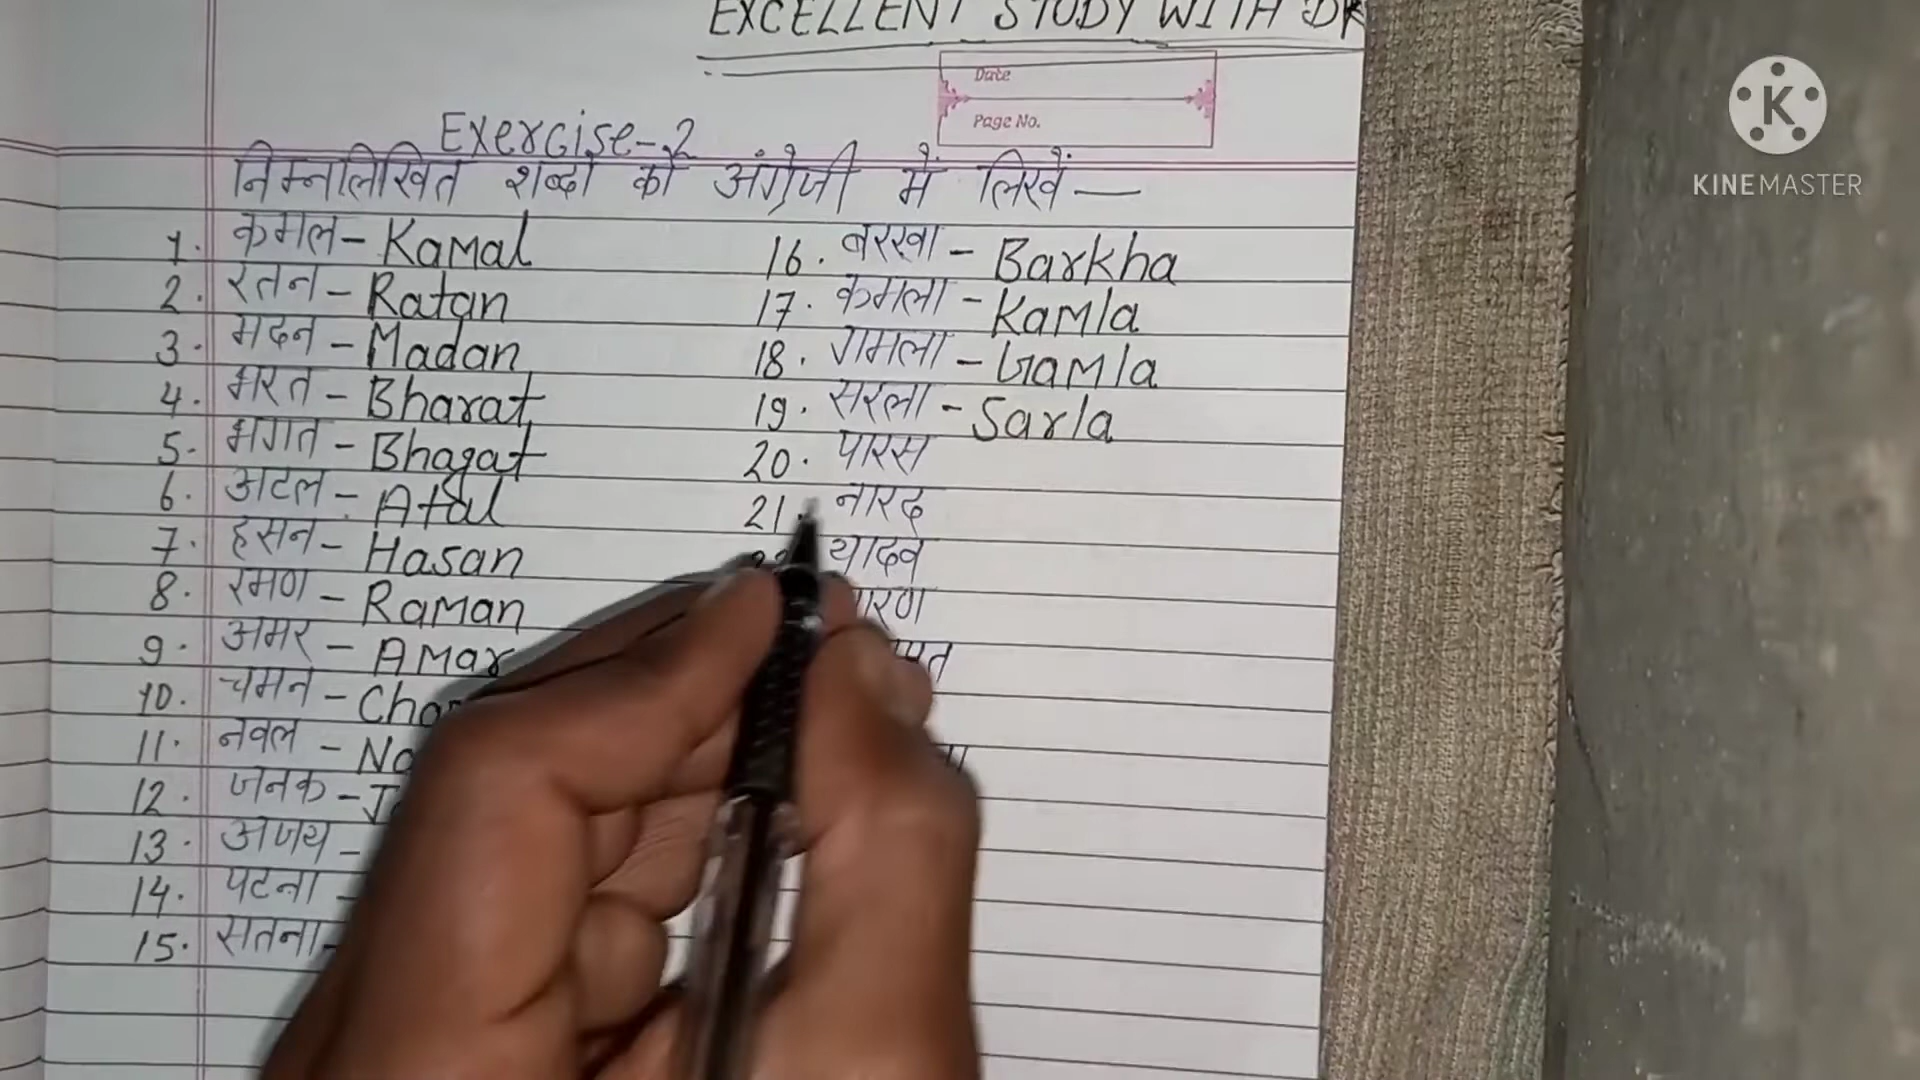 EXCELLENT STUDY WITH DK
Date
Page No.
Exercise-2
निम्नलिखित शब्दों को अंग्रेजी में लिखें —
1. कमल - Kamal
2. रतन - Ratan
3. मदन - Madan
4. भरत - Bharat
5. भगत - Bhagat
6. अटल - Atal
7. हसन - Hasan
8. रमण - Raman
9. अमर - Amar
10. चमन -
11. नवल -
12. जनक -
13. अजय -
14. पटना -
15. सतना -
16. बरखा - Barkha
17. कमला - Kamla
18. गमला - Gamla
19. सरला - Sarla
20. पारस
21. नारद
यादव
KINEMASTER